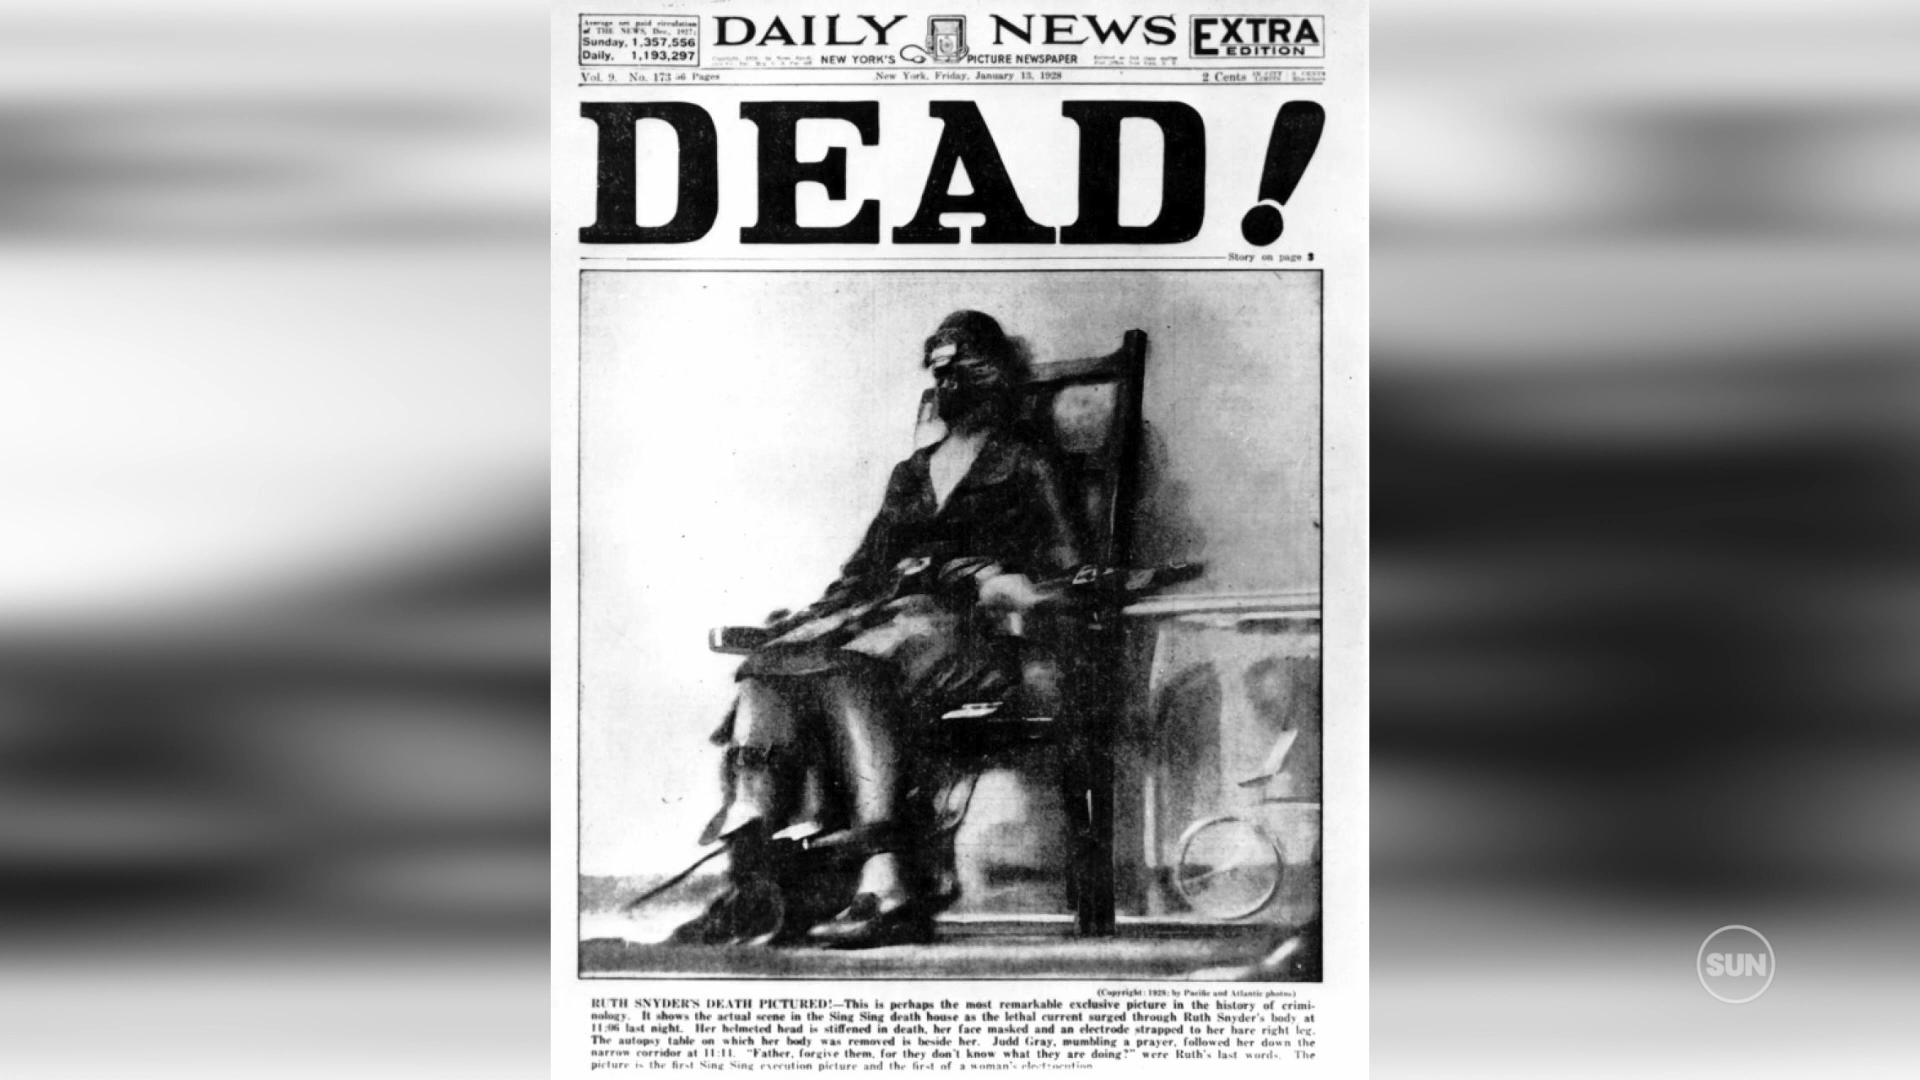 Average net paid circulation
of THE NEWS, Dec., 1927:
Sunday, 1,357,556
Daily, 1,193,297
DAILY NEWS
NEW YORK'S PICTURE NEWSPAPER
EXTRA
EDITION
Vol. 9. No. 173 56 Pages New York, Friday, January 13, 1928 2 Cents IN CITY LIMITS
DEAD!
Story on page 3
(Copyright: 1928: by Pacific and Atlantic photos)
RUTH SNYDER'S DEATH PICTURED!—This is perhaps the most remarkable exclusive picture in the history of crimi-
nology. It shows the actual scene in the Sing Sing death house as the lethal current surged through Ruth Snyder's body at
11:06 last night. Her helmeted head is stiffened in death, her face masked and an electrode strapped to her bare right leg.
The autopsy table on which her body was removed is beside her. Judd Gray, mumbling a prayer, followed her down the
narrow corridor at 11:11. "Father, forgive them, for they don't know what they are doing?" were Ruth's last words. The
picture is the first Sing Sing execution picture and the first of a woman's electrocution
SUN